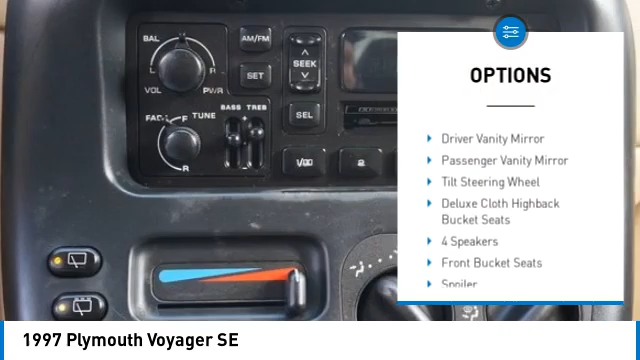 BAL
AM/FM
L
R
SEEK
SET
VOL
PWR
BASS TREB
FADE
F
TUNE
SEL
R
OPTIONS
Driver Vanity Mirror
Passenger Vanity Mirror
Tilt Steering Wheel
Deluxe Cloth Highback
Bucket Seats
4 Speakers
Front Bucket Seats
Spoiler
1997 Plymouth Voyager SE